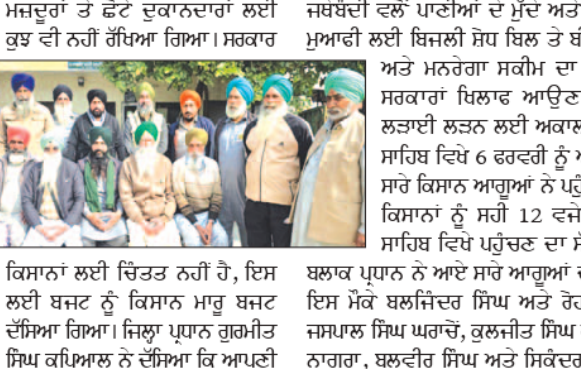 ਮਜ਼ਦੂਰਾਂ ਤੇ ਛੋਟੇ ਦੁਕਾਨਦਾਰਾਂ ਲਈ
ਕੁਝ ਵੀ ਨਹੀਂ ਰੱਖਿਆ ਗਿਆ। ਸਰਕਾਰ
ਕਿਸਾਨਾਂ ਲਈ ਚਿੰਤਤ ਨਹੀਂ ਹੈ, ਇਸ
ਲਈ ਬਜਟ ਨੂੰ ਕਿਸਾਨ ਮਾਰੂ ਬਜਟ
ਦੱਸਿਆ ਗਿਆ। ਜ਼ਿਲ੍ਹਾ ਪ੍ਰਧਾਨ ਗੁਰਮੀਤ
ਸਿੰਘ ਕਪਿਆਲ ਨੇ ਦੱਸਿਆ ਕਿ ਆਪਣੀ
ਜਥੇਬੰਦੀ ਵਲੋਂ ਪਾਣੀਆਂ ਦੇ ਮੁੱਦੇ ਅਤੇ
ਮੁਆਫੀ ਲਈ ਬਿਜਲੀ ਸ਼ੋਧ ਬਿਲ ਤੇ
ਅਤੇ ਮਨਰੇਗਾ ਸਕੀਮ ਦਾ
ਸਰਕਾਰਾਂ ਖਿਲਾਫ ਆਉਣ
ਲੜਾਈ ਲੜਨ ਲਈ ਅਕਾਲ
ਸਾਹਿਬ ਵਿਖੇ 6 ਫਰਵਰੀ ਨੂੰ
ਸਾਰੇ ਕਿਸਾਨ ਆਗੂਆਂ ਨੇ
ਕਿਸਾਨਾਂ ਨੂੰ ਸਹੀ 12 ਵਜੇ
ਸਾਹਿਬ ਵਿਖੇ ਪਹੁੰਚਣ ਦਾ
ਬਲਾਕ ਪ੍ਰਧਾਨ ਨੇ ਆਏ ਸਾਰੇ ਆਗੂਆਂ
ਇਸ ਮੌਕੇ ਬਲਜਿੰਦਰ ਸਿੰਘ ਅਤੇ
ਜਸਪਾਲ ਸਿੰਘ ਘਰਾਚੋਂ, ਕੁਲਜੀਤ ਸਿੰਘ
ਨਾਗਰਾ, ਬਲਵੀਰ ਸਿੰਘ ਅਤੇ ਸਿਕੰਦਰ